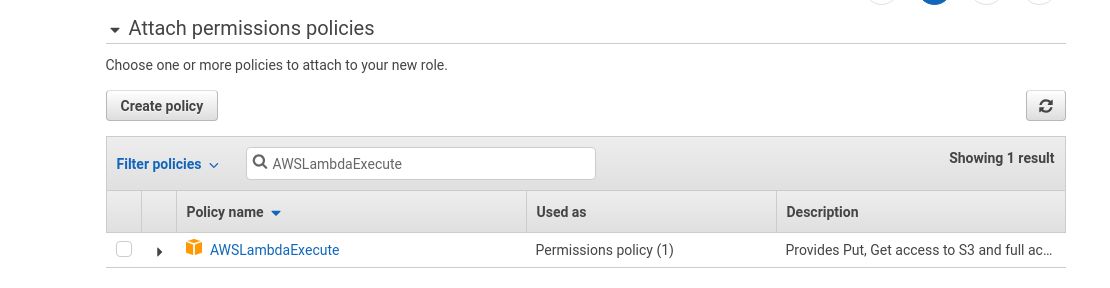 Attach permissions policies
Choose one or more policies to attach to your new role.
Create policy
Filter policies
AWSLambdaExecute
Showing 1 result
Policy name
Used as
Description
AWSLambdaExecute
Permissions policy (1)
Provides Put, Get access to S3 and full ac...